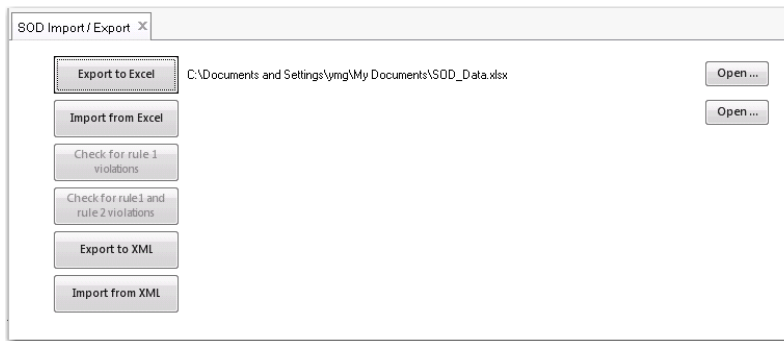 SOD Import / Export X
Export to Excel C:\Documents and Settings\ymg\My Documents\SOD_Data.xlsx Open ...
Import from Excel Open ...
Check for rule 1
violations
Check for rule1 and
rule 2 violations
Export to XML
Import from XML